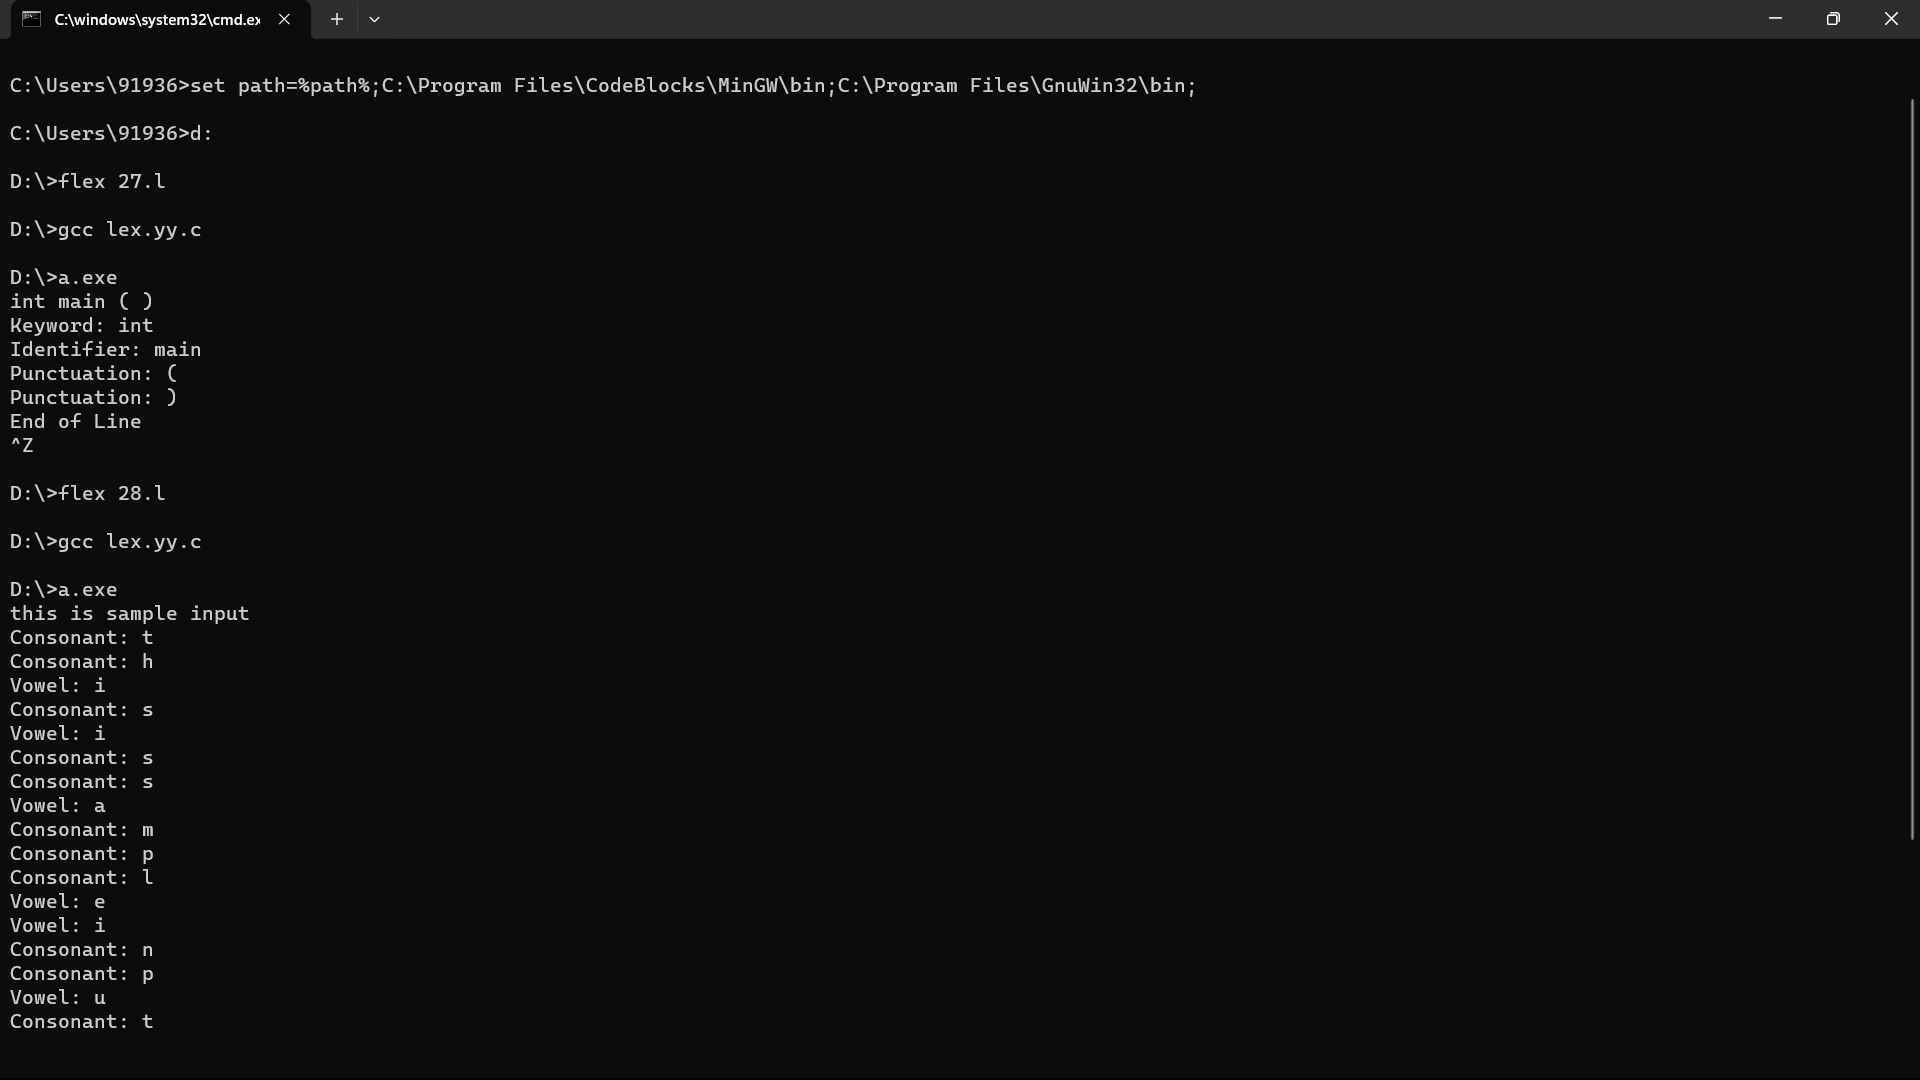 C:\windows\system32\cmd.ex
C:\Users\91936>set path=%path%;C:\Program Files\CodeBlocks\MinGW\bin;C:\Program Files\GnuWin32\bin;
C:\Users\91936>d:
D:\>flex 27.l
D:\>gcc lex.yy.c
D:\>a.exe
int main ( )
Keyword: int
Identifier: main
Punctuation: (
Punctuation: )
End of Line
^Z
D:\>flex 28.l
D:\>gcc lex.yy.c
D:\>a.exe
this is sample input
Consonant: t
Consonant: h
Vowel: i
Consonant: s
Vowel: i
Consonant: s
Consonant: s
Vowel: a
Consonant: m
Consonant: p
Consonant: l
Vowel: e
Vowel: i
Consonant: n
Consonant: p
Vowel: u
Consonant: t